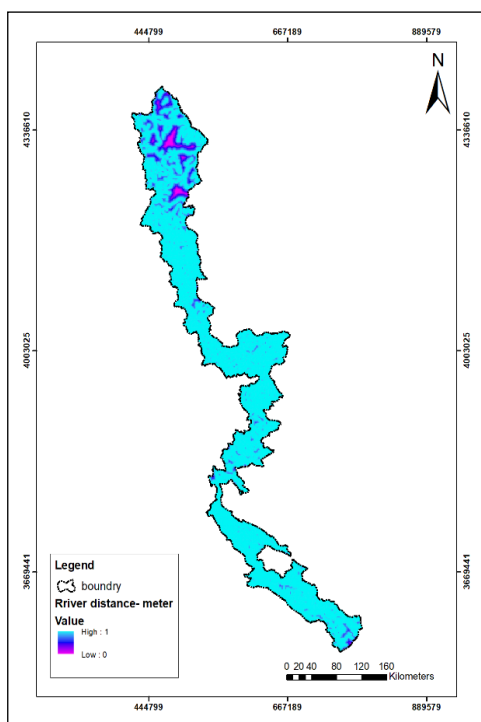 444799 667189 889579
N
4336610
4336610
4003025
4003025
3669441
3669441
Legend
boundry
Rriver distance- meter
Value
High : 1
Low : 0
0 20 40 80 120 160
Kilometers
444799 667189 889579